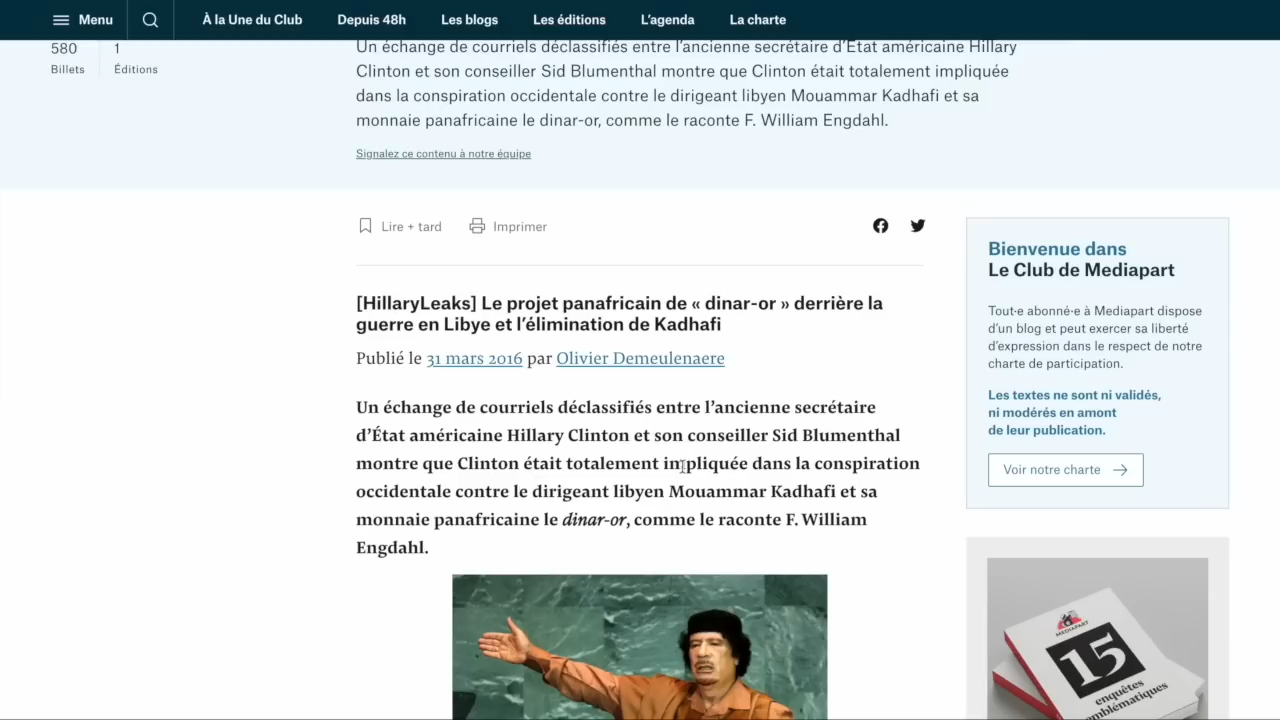 Menu
À la Une du Club
Depuis 48h
Les blogs
Les éditions
L'agenda
La charte
580
Billets
1
Éditions
Un échange de courriels déclassifiés entre l'ancienne secrétaire d'État américaine Hillary
Clinton et son conseiller Sid Blumenthal montre que Clinton était totalement impliquée
dans la conspiration occidentale contre le dirigeant libyen Mouammar Kadhafi et sa
monnaie panafricaine le dinar-or, comme le raconte F. William Engdahl.
Signalez ce contenu à notre équipe
Lire + tard
Imprimer
[HillaryLeaks] Le projet panafricain de « dinar-or » derrière la
guerre en Libye et l'élimination de Kadhafi
Publié le 31 mars 2016 par Olivier Demeulenaere
Un échange de courriels déclassifiés entre l'ancienne secrétaire
d'État américaine Hillary Clinton et son conseiller Sid Blumenthal
montre que Clinton était totalement impliquée dans la conspiration
occidentale contre le dirigeant libyen Mouammar Kadhafi et sa
monnaie panafricaine le dinar-or, comme le raconte F. William
Engdahl.
Bienvenue dans
Le Club de Mediapart
Tout·e abonné·e à Mediapart dispose
d'un blog et peut exercer sa liberté
d'expression dans le respect de notre
charte de participation.
Les textes ne sont ni validés,
ni modérés en amont
de leur publication.
Voir notre charte
MEDIAPART
15
enquêtes
emblématiques